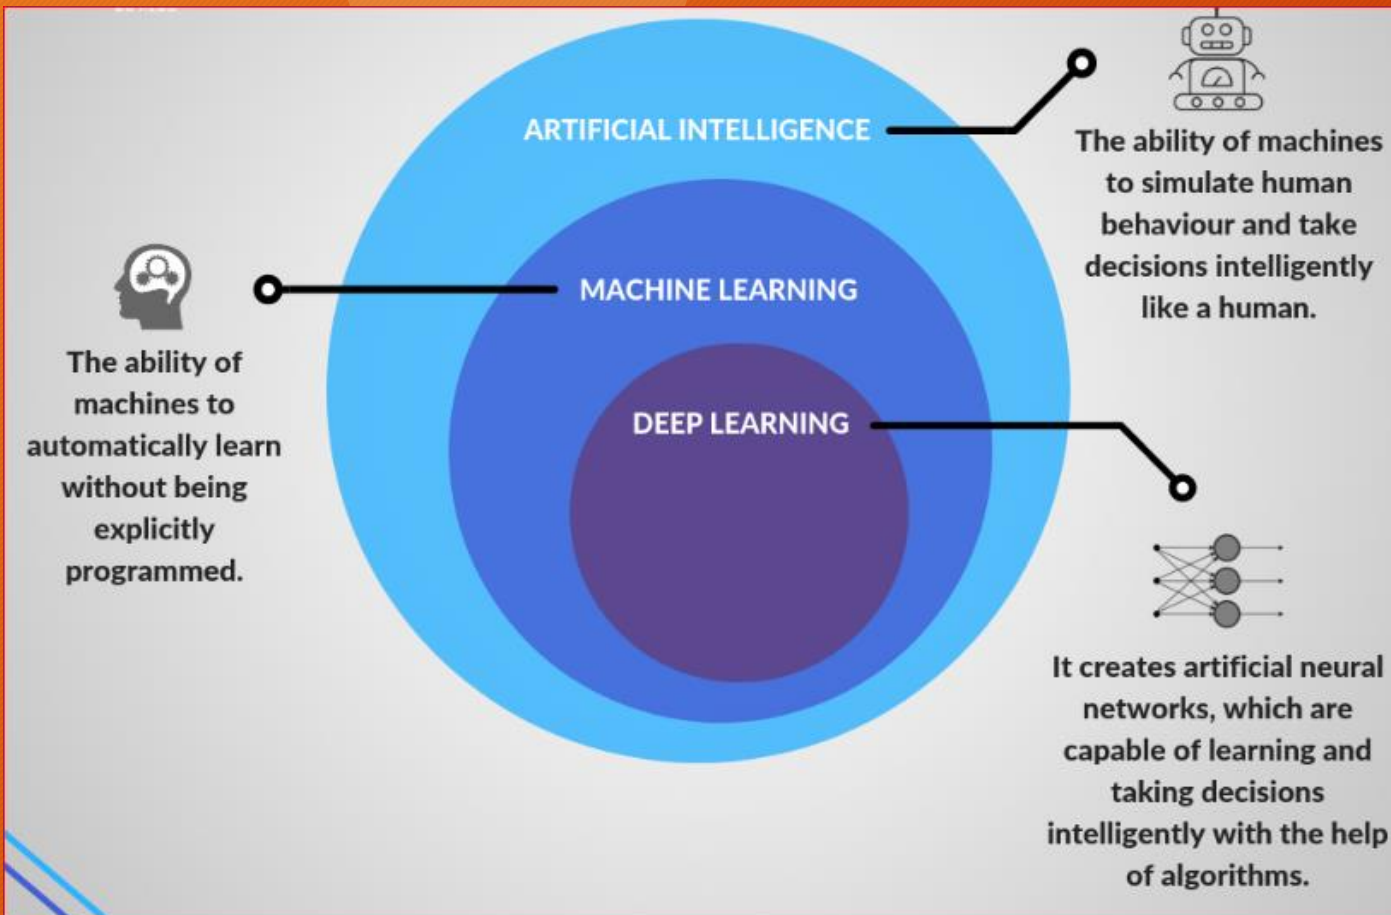 ARTIFICIAL INTELLIGENCE
The ability of machines
to simulate human
behaviour and take
decisions intelligently
like a human.
MACHINE LEARNING
The ability of
machines to
automatically learn
without being
explicitly
programmed.
DEEP LEARNING
It creates artificial neural
networks, which are
capable of learning and
taking decisions
intelligently with the help
of algorithms.